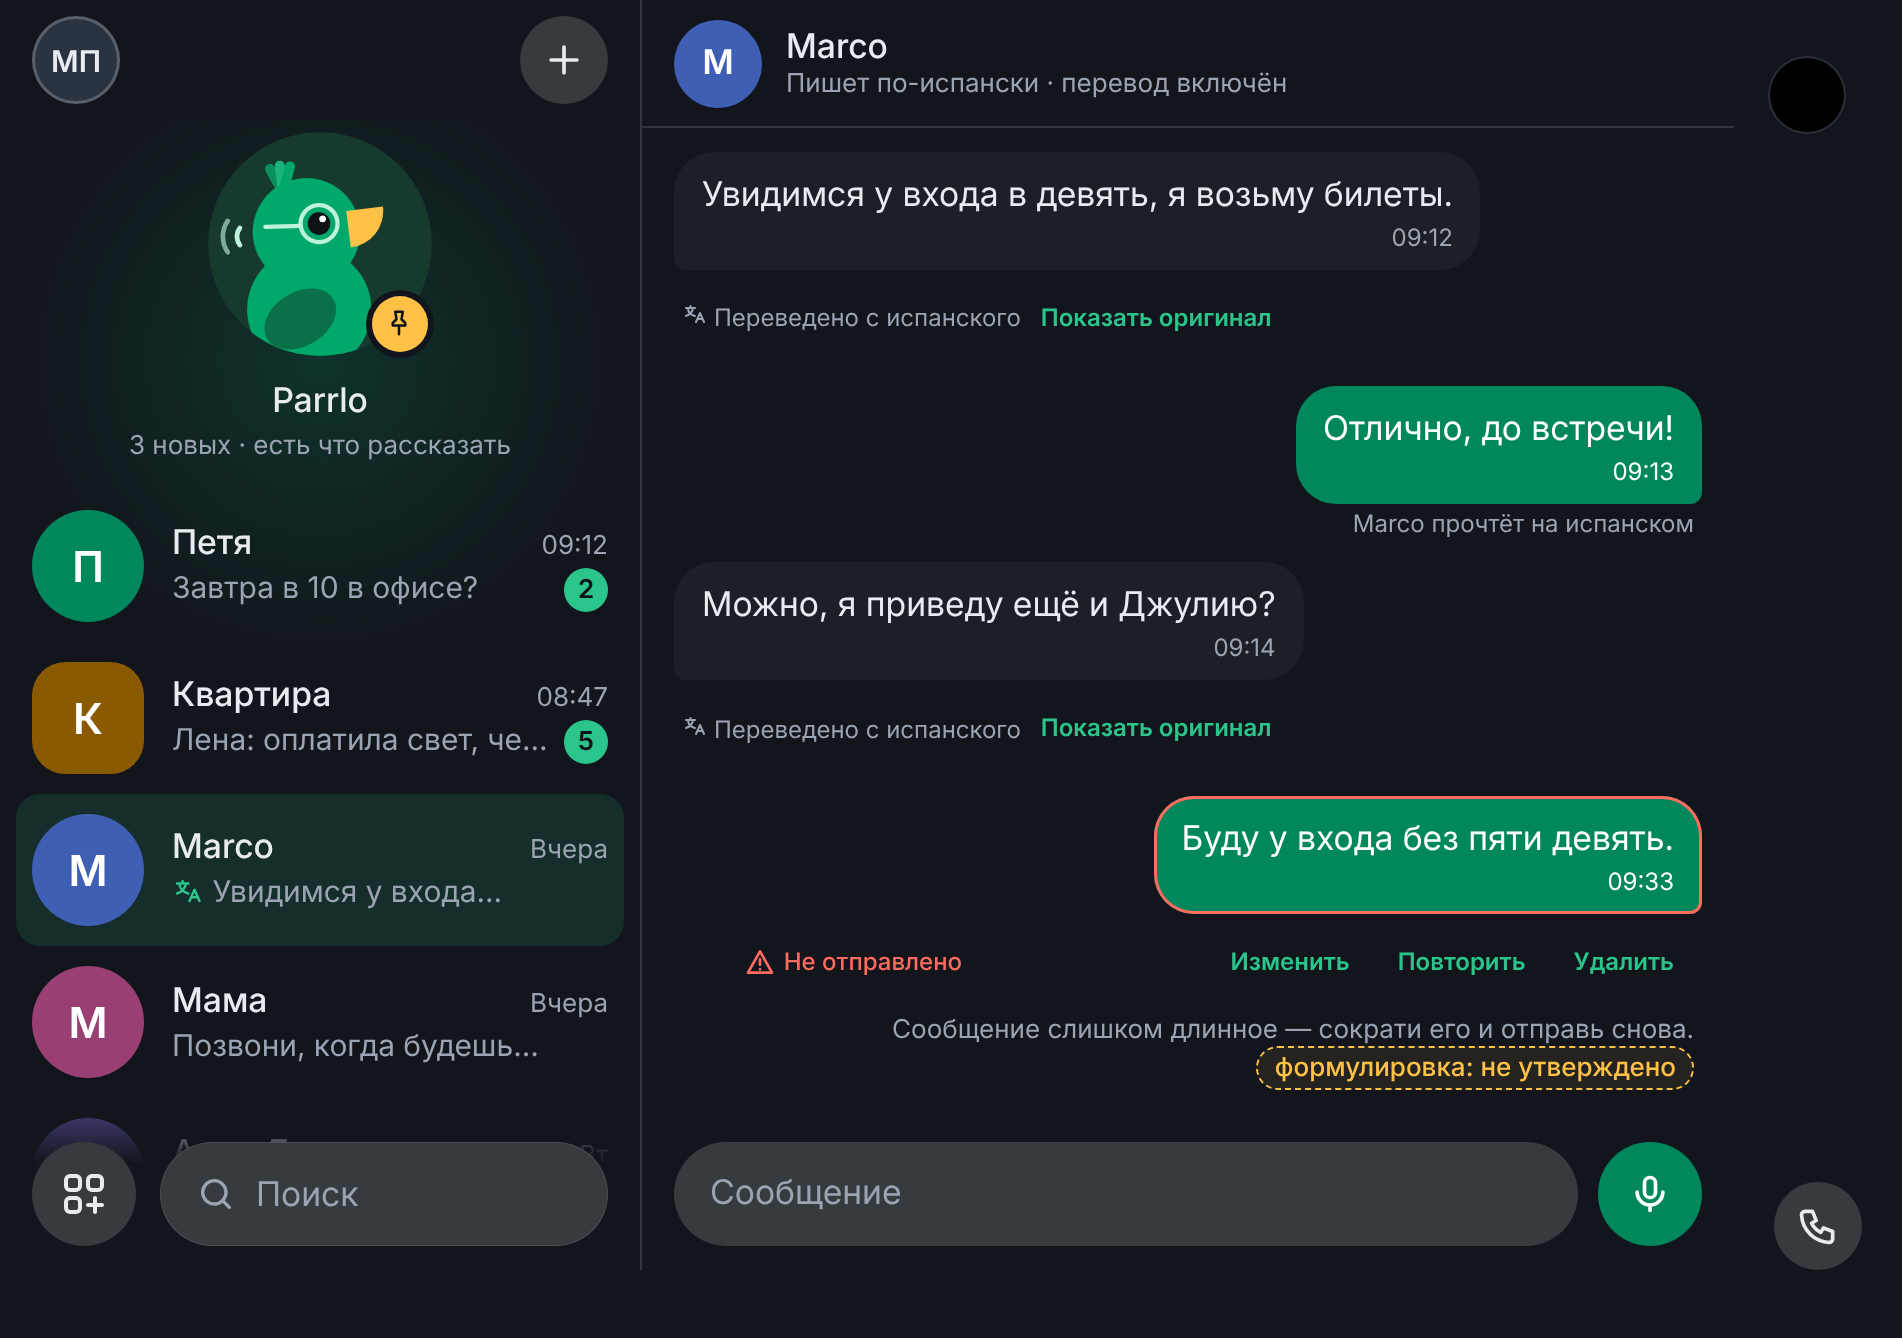 МП
Parrlo
3 новых · есть что рассказать
П
Петя
09:12
Завтра в 10 в офисе?
2
К
Квартира
08:47
Лена: оплатила свет, че...
5
M
Marco
Вчера
Увидимся у входа...
М
Мама
Вчера
Позвони, когда будешь...
Вт
Поиск
M
Marco
Пишет по-испански · перевод включён
Увидимся у входа в девять, я возьму билеты.
09:12
Переведено с испанского Показать оригинал
Отлично, до встречи!
09:13
Marco прочтёт на испанском
Можно, я приведу ещё и Джулию?
09:14
Переведено с испанского Показать оригинал
Буду у входа без пяти девять.
09:33
Не отправлено Изменить Повторить Удалить
Сообщение слишком длинное — сократи его и отправь снова.
формулировка: не утверждено
Сообщение